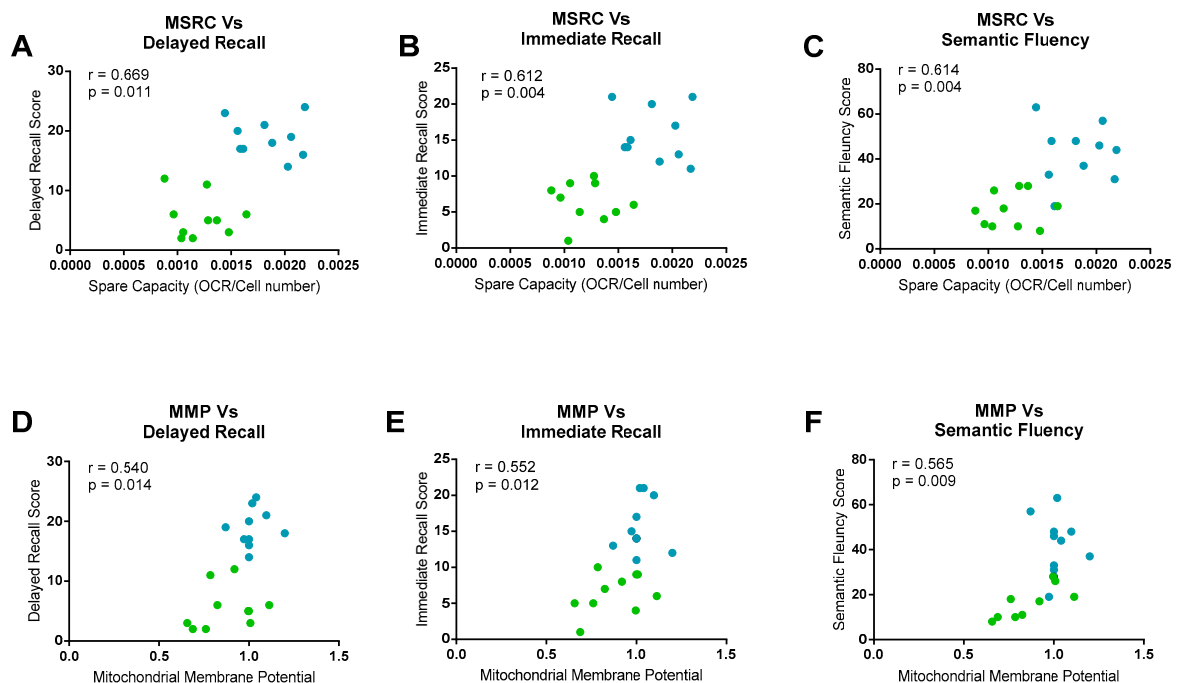 A
MSRC Vs
Delayed Recall
r = 0.669
p = 0.011
Delayed Recall Score
30
20
10
0
0.0000 0.0005 0.0010 0.0015 0.0020 0.0025
Spare Capacity (OCR/Cell number)
B
MSRC Vs
Immediate Recall
r = 0.612
p = 0.004
Immediate Recall Score
25
20
15
10
5
0
0.0000 0.0005 0.0010 0.0015 0.0020 0.0025
Spare Capacity (OCR/Cell number)
C
MSRC Vs
Semantic Fluency
r = 0.614
p = 0.004
Semantic Fleuncy Score
80
60
40
20
0
0.0000 0.0005 0.0010 0.0015 0.0020 0.0025
Spare Capacity (OCR/Cell number)
D
MMP Vs
Delayed Recall
r = 0.540
p = 0.014
Delayed Recall Score
30
20
10
0
0.0 0.5 1.0 1.5
Mitochondrial Membrane Potential
E
MMP Vs
Immediate Recall
r = 0.552
p = 0.012
Immediate Recall Score
25
20
15
10
5
0
0.0 0.5 1.0 1.5
Mitochondrial Membrane Potential
F
MMP Vs
Semantic Fluency
r = 0.565
p = 0.009
Semantic Fleuncy Score
80
60
40
20
0
0.0 0.5 1.0 1.5
Mitochondrial Membrane Potential